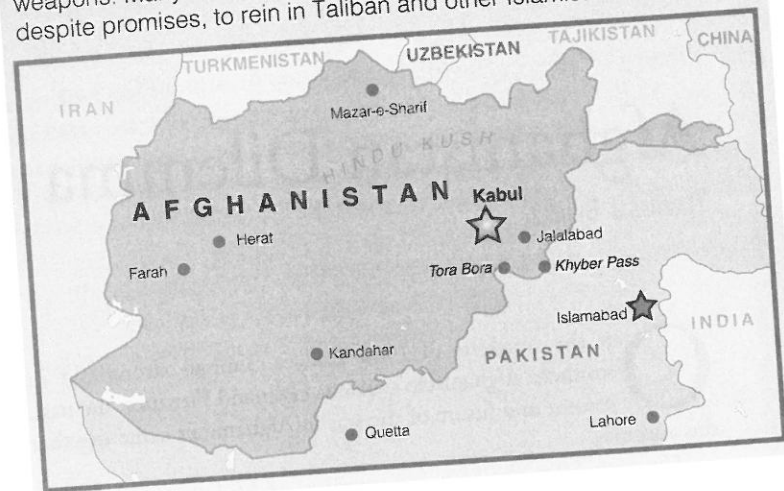 despite promises, to rein in Taliban and other
TURKMENISTAN
UZBEKISTAN
TAJIKISTAN
CHINA
IRAN
Mazar-e-Sharif
HINDU KUSH
AFGHANISTAN
Kabul
Herat
Jalalabad
Farah
Tora Bora
Khyber Pass
Islamabad
INDIA
Kandahar
PAKISTAN
Quetta
Lahore